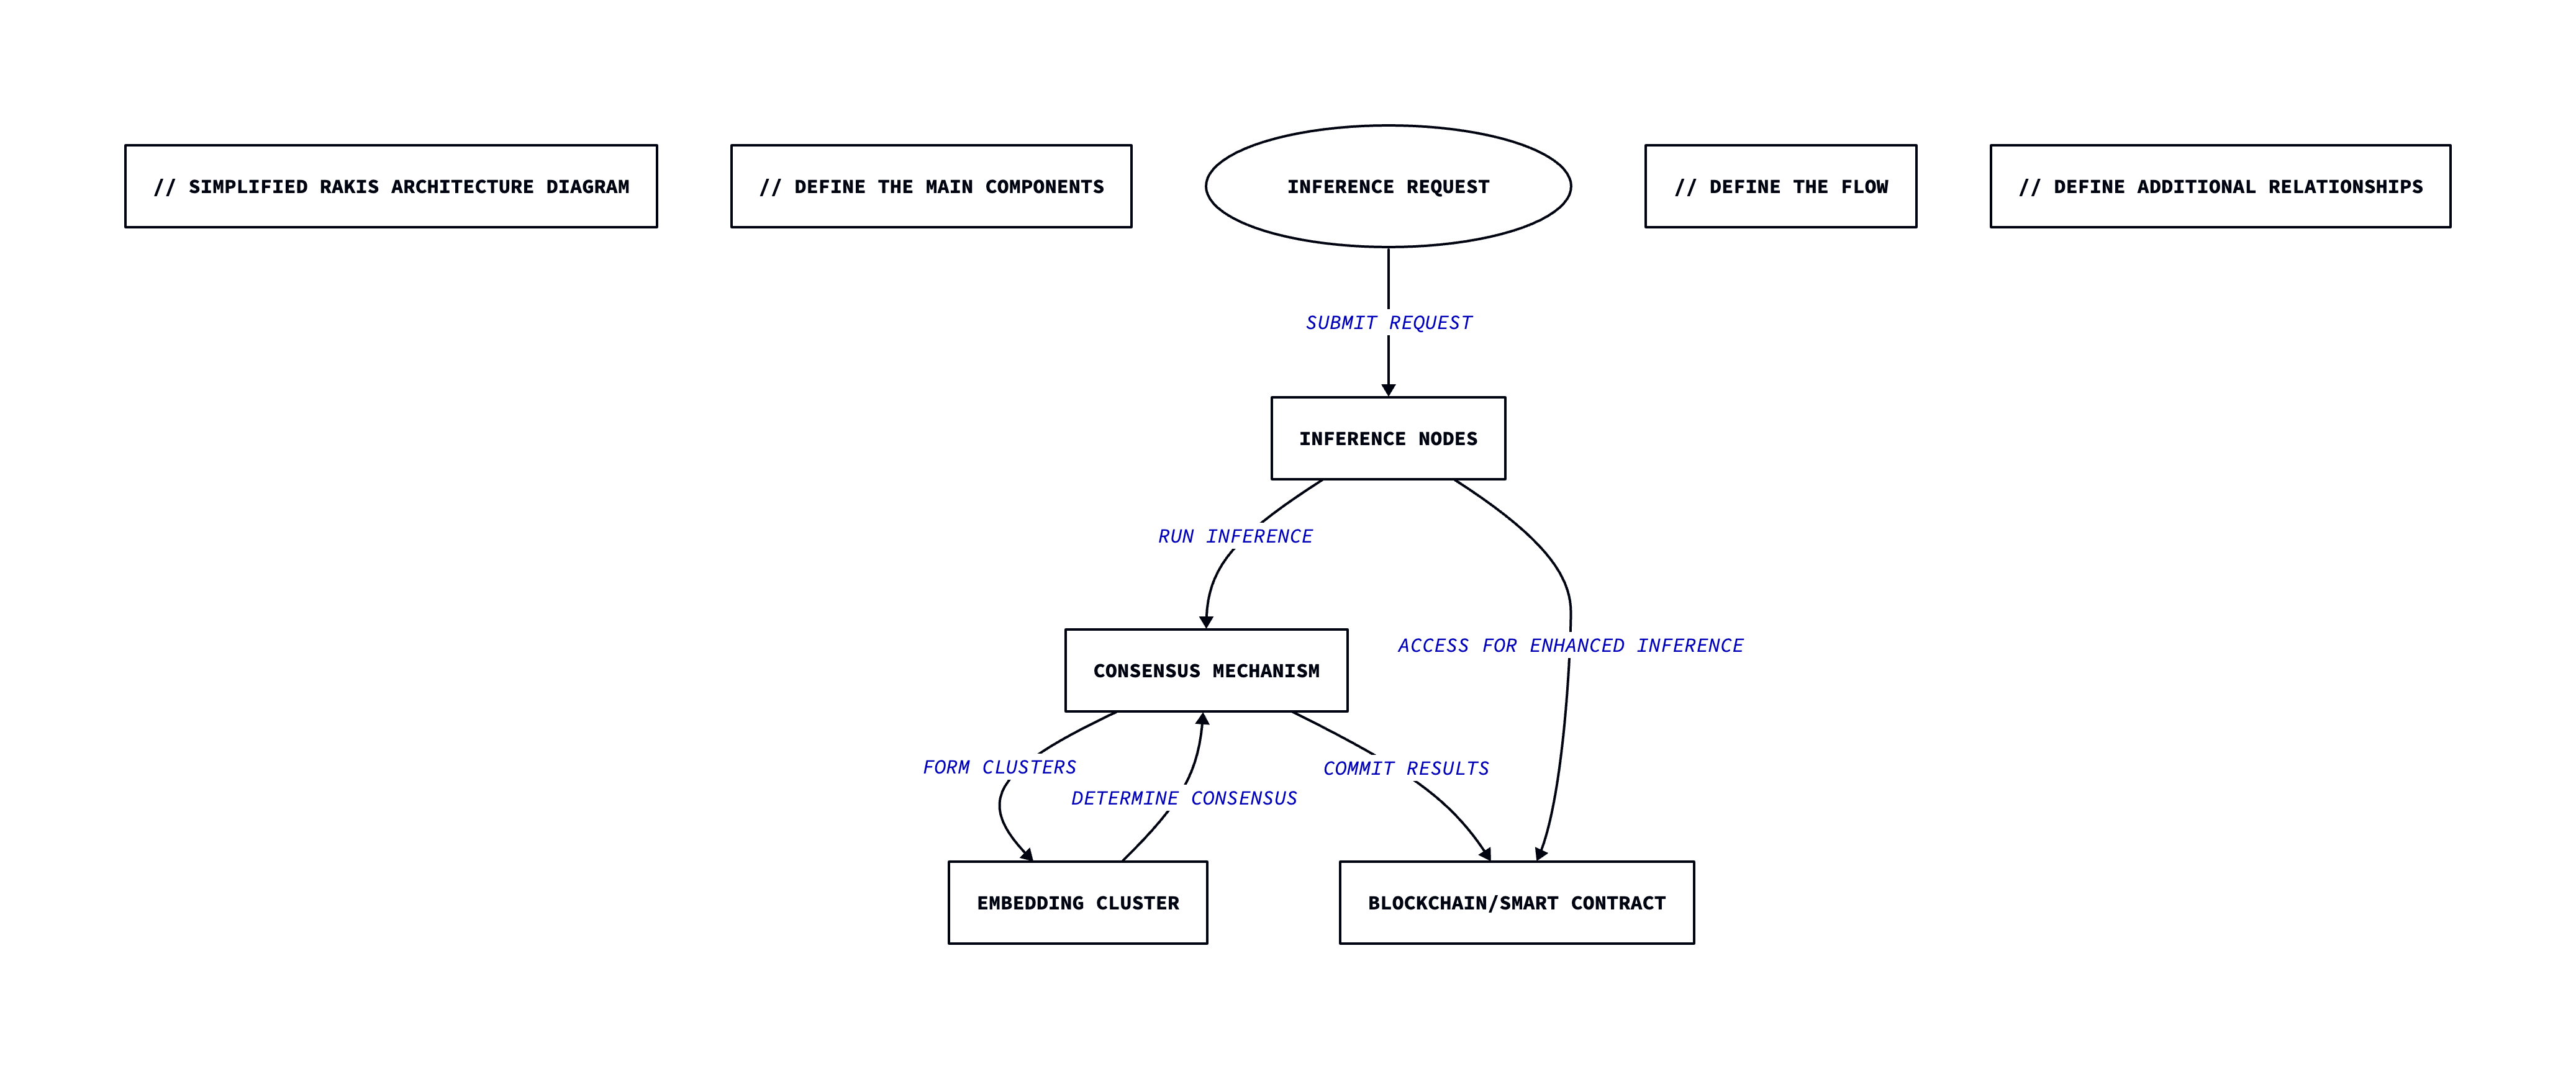 // SIMPLIFIED RAKIS ARCHITECTURE DIAGRAM
// DEFINE THE MAIN COMPONENTS
INFERENCE REQUEST
// DEFINE THE FLOW
// DEFINE ADDITIONAL RELATIONSHIPS
SUBMIT REQUEST
INFERENCE NODES
RUN INFERENCE
ACCESS FOR ENHANCED INFERENCE
CONSENSUS MECHANISM
FORM CLUSTERS
COMMIT RESULTS
DETERMINE CONSENSUS
EMBEDDING CLUSTER
BLOCKCHAIN/SMART CONTRACT